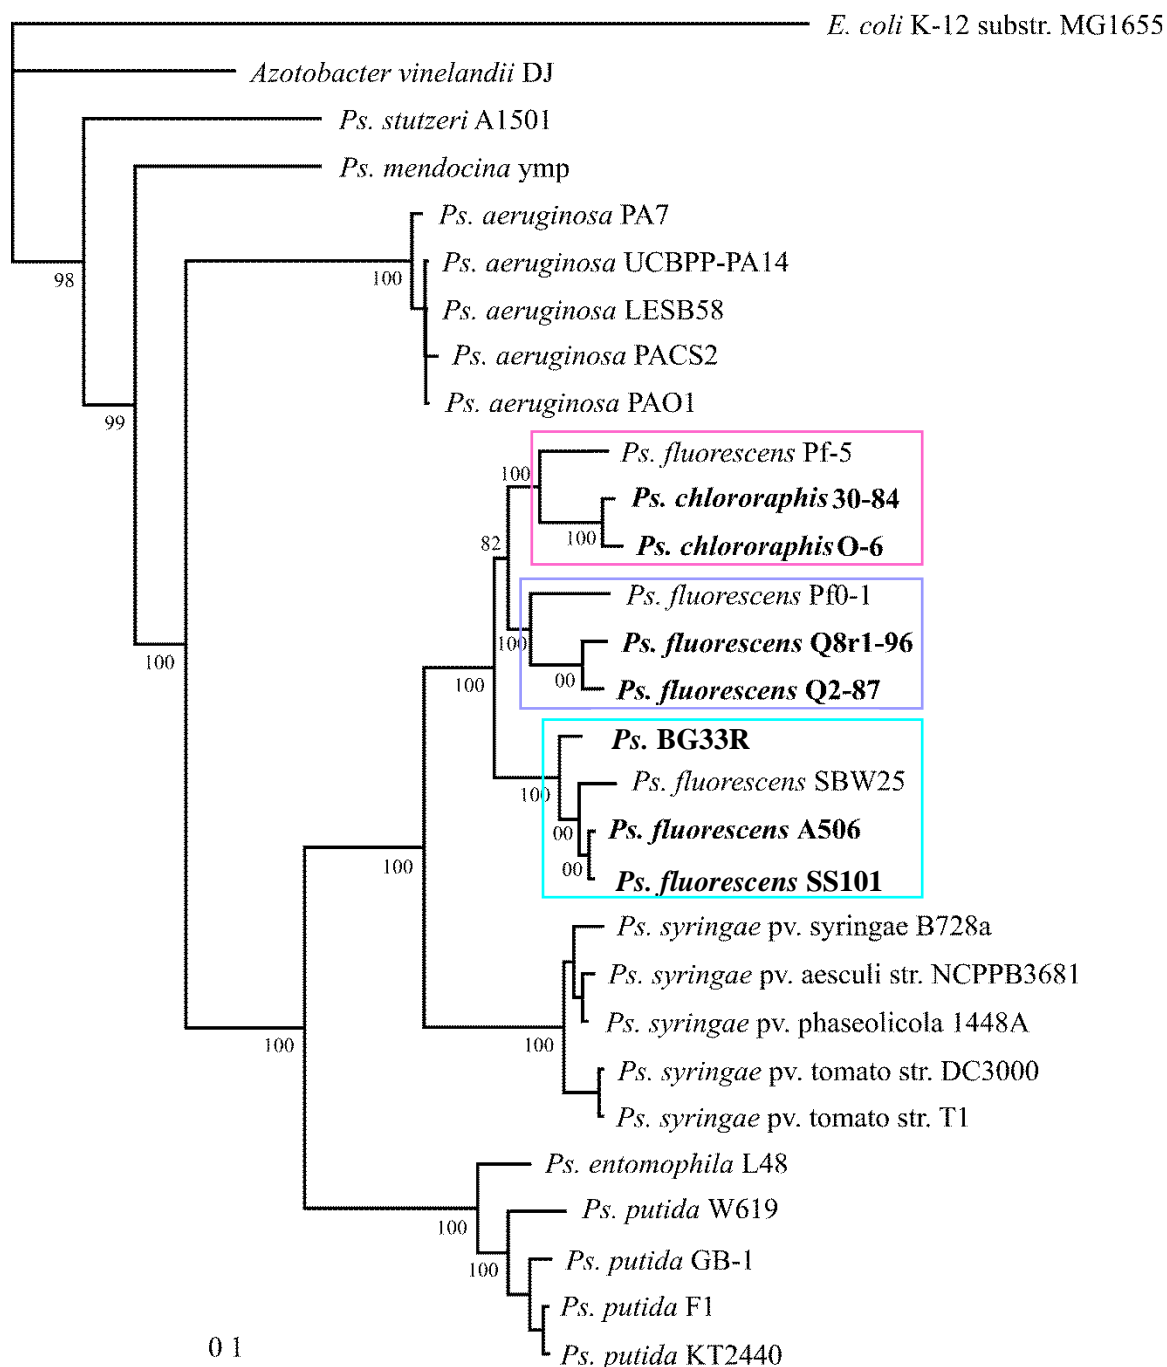 E. coli K-12 substr. MG1655
Azotobacter vinelandii DJ
Ps. stutzeri A1501
Ps. mendocina ymp
Ps. aeruginosa PA7
98
100
Ps. aeruginosa UCBPP-PA14
Ps. aeruginosa LESB58
Ps. aeruginosa PACS2
Ps. aeruginosa PAO1
99
Ps. fluorescens Pf-5
100
Ps. chlororaphis 30-84
100
Ps. chlororaphis O-6
82
Ps. fluorescens Pf0-1
100
Ps. fluorescens Q8r1-96
100
00
Ps. fluorescens Q2-87
100
Ps. BG33R
Ps. fluorescens SBW25
100
00
Ps. fluorescens A506
100
00
Ps. fluorescens SS101
Ps. syringae pv. syringae B728a
Ps. syringae pv. aesculi str. NCPPB3681
Ps. syringae pv. phaseolicola 1448A
100
100
Ps. syringae pv. tomato str. DC3000
Ps. syringae pv. tomato str. T1
Ps. entomophila L48
Ps. putida W619
100
Ps. putida GB-1
100
Ps. putida F1
0 1
Ps. putida KT2440